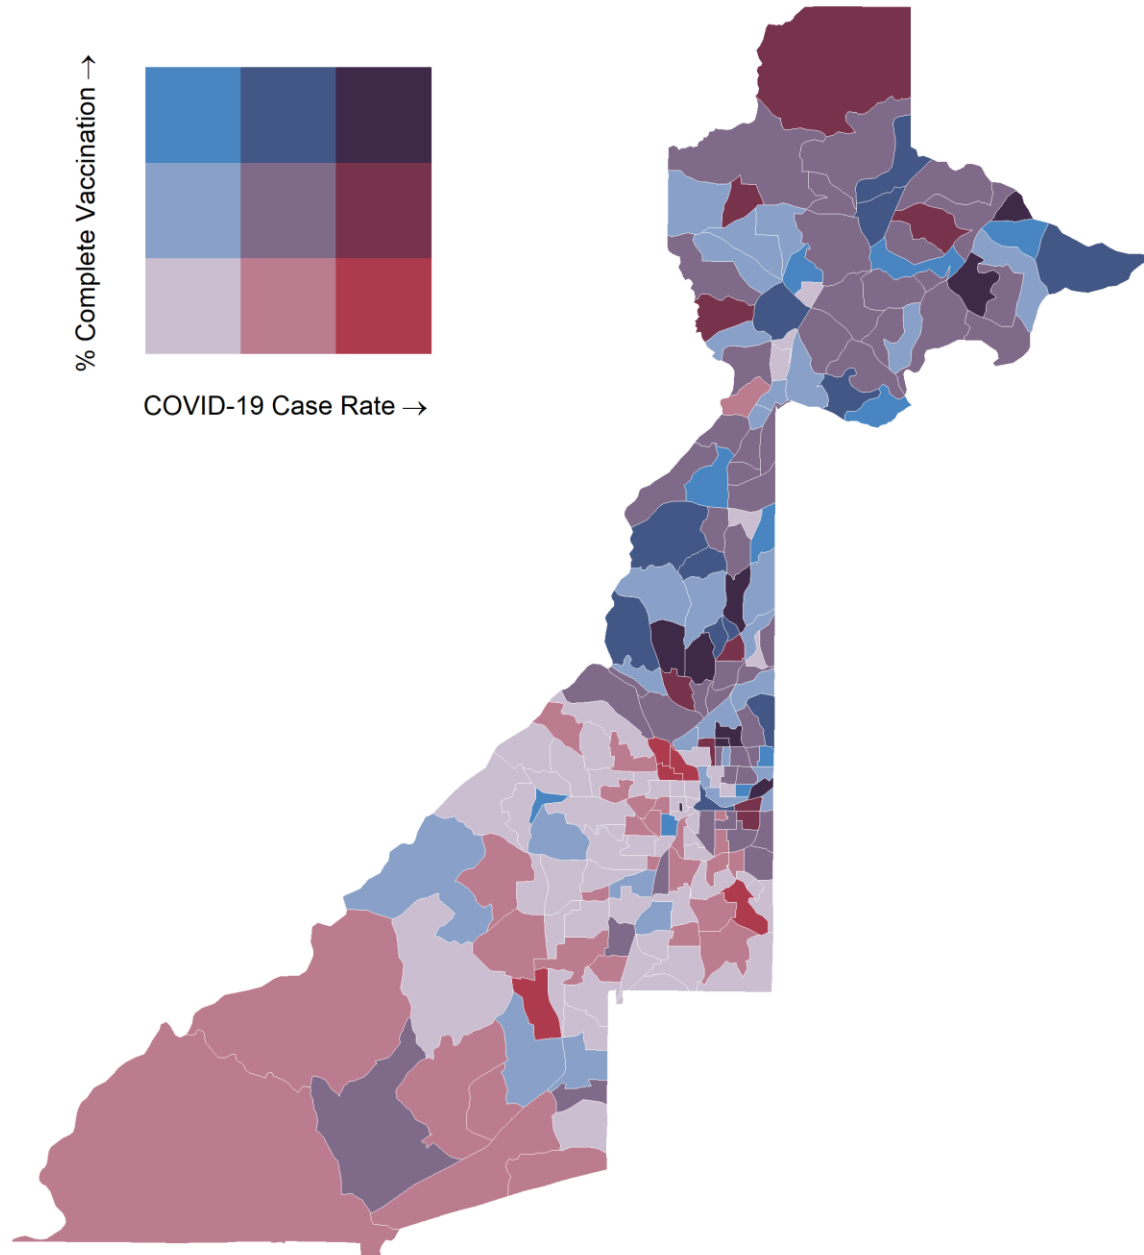 % Complete Vaccination →
COVID-19 Case Rate →